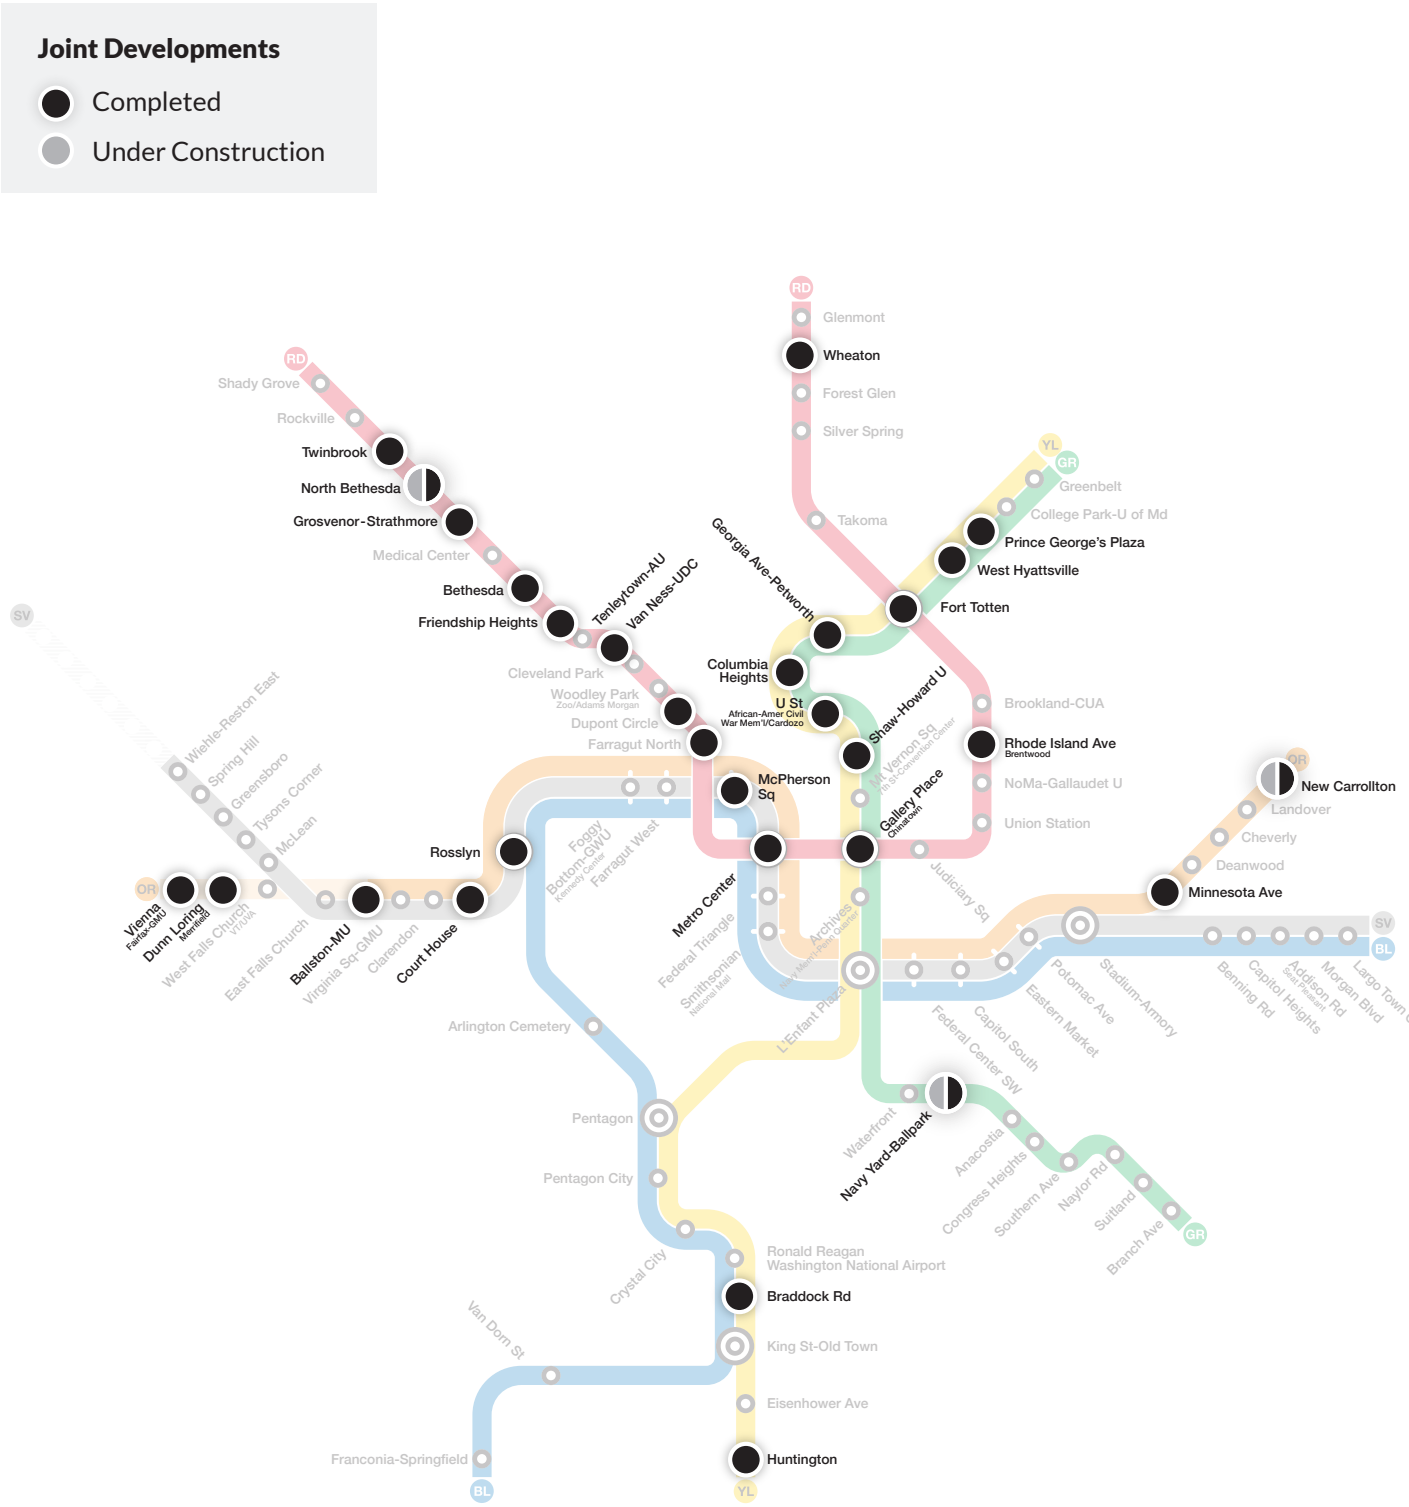 Joint Developments
Completed
Under Construction
RD
Glenmont
Wheaton
Forest Glen
Silver Spring
Takoma
RD
Shady Grove
Rockville
Twinbrook
North Bethesda
Grosvenor-Strathmore
Medical Center
Bethesda
Friendship Heights
Tenleytown-AU
Van Ness-UDC
Cleveland Park
Woodley Park
Zoo/Adams Morgan
Dupont Circle
Farragut North
YL
GR
Greenbelt
College Park-U of Md
Prince George's Plaza
West Hyattsville
Fort Totten
Georgia Ave-Petworth
Columbia
Heights
U St
African-Amer Civil
War Mem'l/Cardozo
Shaw-Howard U
Mt Vernon Sq
7th St-Convention Center
Gallery Place
Chinatown
Brookland-CUA
Rhode Island Ave
Brentwood
NoMa-Gallaudet U
Union Station
Judiciary Sq
SV
Wiehle-Reston East
Spring Hill
Greensboro
Tysons Corner
McLean
OR
Vienna
Fairfax-GMU
Dunn Loring
Merrifield
West Falls Church
VT/UVA
East Falls Church
Ballston-MU
Virginia Sq-GMU
Clarendon
Court House
Rosslyn
Foggy
Bottom-GWU
Kennedy Center
Farragut West
McPherson
Sq
Metro Center
Federal Triangle
Smithsonian
National Mall
Archives
Navy Mem'l-Penn Quarter
L'Enfant Plaza
Federal Center SW
Capitol South
Eastern Market
Potomac Ave
Stadium-Armory
OR
New Carrollton
Landover
Cheverly
Deanwood
Minnesota Ave
SV
BL
Benning Rd
Capitol Heights
Addison Rd
Seat Pleasant
Morgan Blvd
Largo Town C
Arlington Cemetery
Pentagon
Pentagon City
Crystal City
Ronald Reagan
Washington National Airport
Braddock Rd
King St-Old Town
Eisenhower Ave
Huntington
YL
Van Dorn St
Franconia-Springfield
BL
Waterfront
Navy Yard-Ballpark
Anacostia
Congress Heights
Southern Ave
Naylor Rd
Suitland
Branch Ave
GR